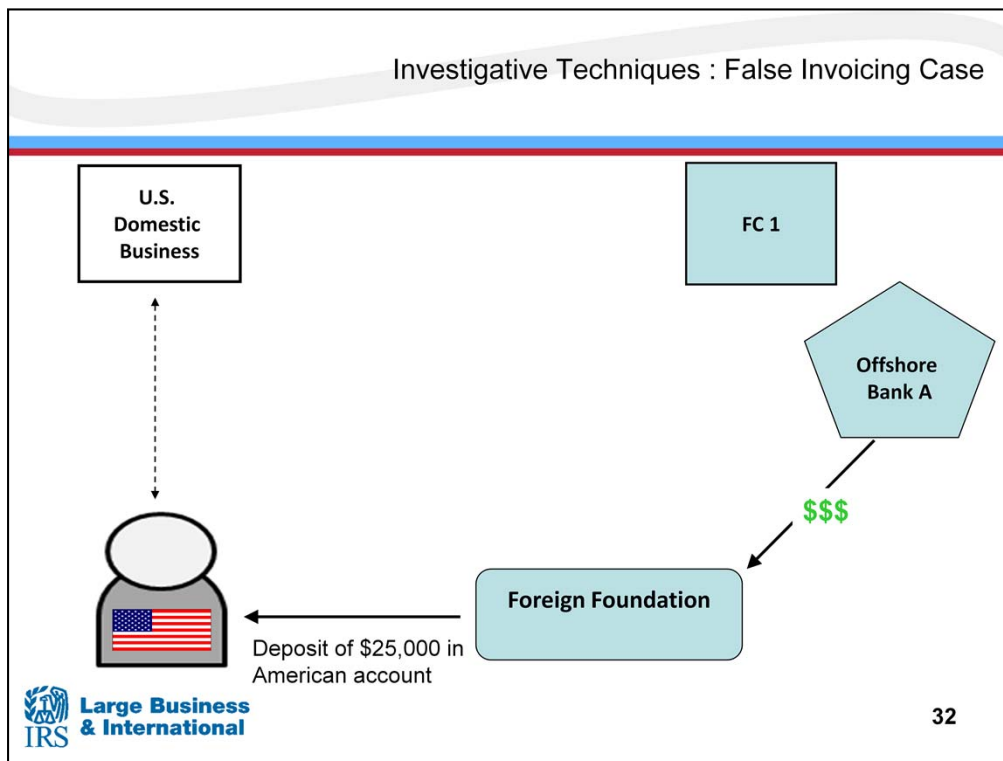 Investigative Techniques : False Invoicing Case
U.S.
Domestic
Business
FC 1
Offshore
Bank A
$$$
Foreign Foundation
Deposit of $25,000 in
American account
IRS
Large Business
& International
32